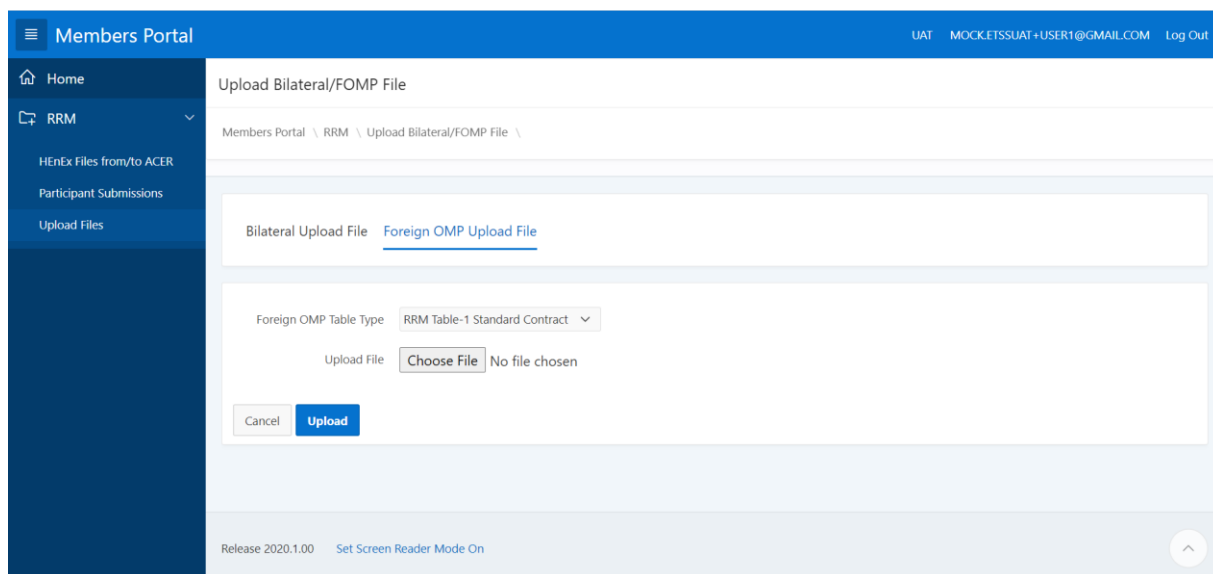 Members Portal
UAT MOCK.ETSSUAT+USER1@GMAIL.COM Log Out
Home
RRM
HEnEx Files from/to ACER
Participant Submissions
Upload Files
Upload Bilateral/FOMP File
Members Portal \ RRM \ Upload Bilateral/FOMP File \
Bilateral Upload File Foreign OMP Upload File
Foreign OMP Table Type RRM Table-1 Standard Contract
Upload File Choose File No file chosen
Cancel Upload
Release 2020.1.00 Set Screen Reader Mode On